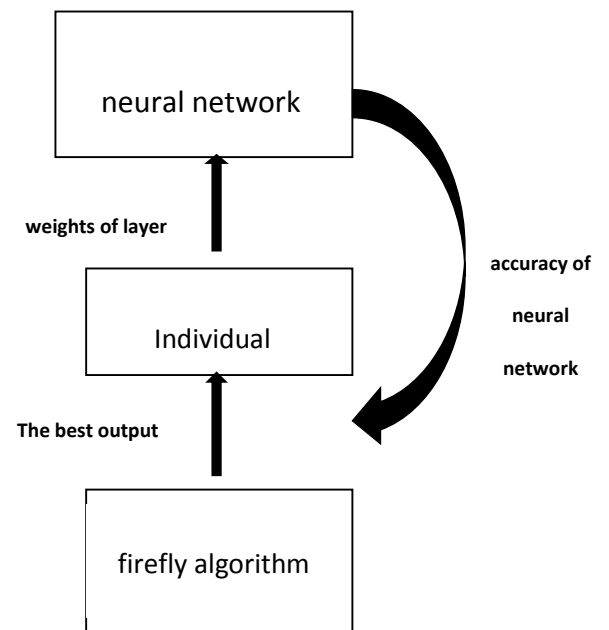 neural network
weights of layer
accuracy of
neural
network
Individual
The best output
firefly algorithm